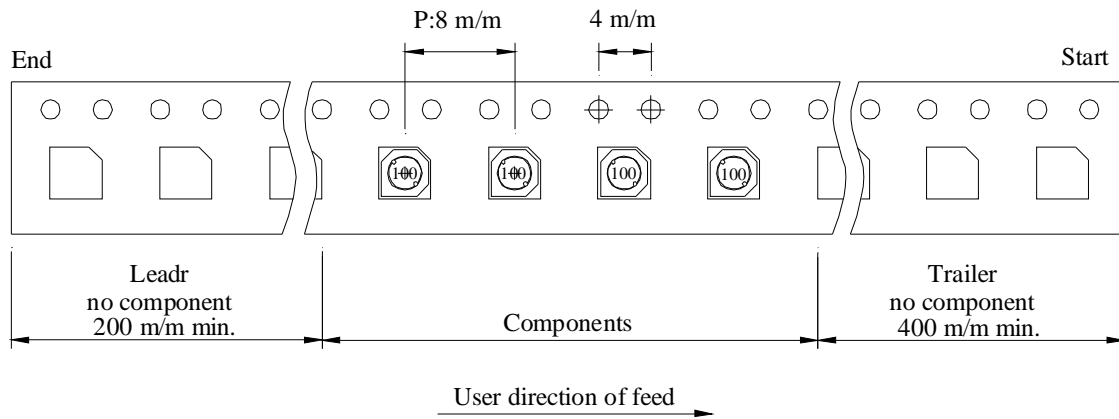 P:8 m/m
4 m/m
End
Start
100
100
100
100
Leadr
no component
200 m/m min.
Components
Trailer
no component
400 m/m min.
User direction of feed